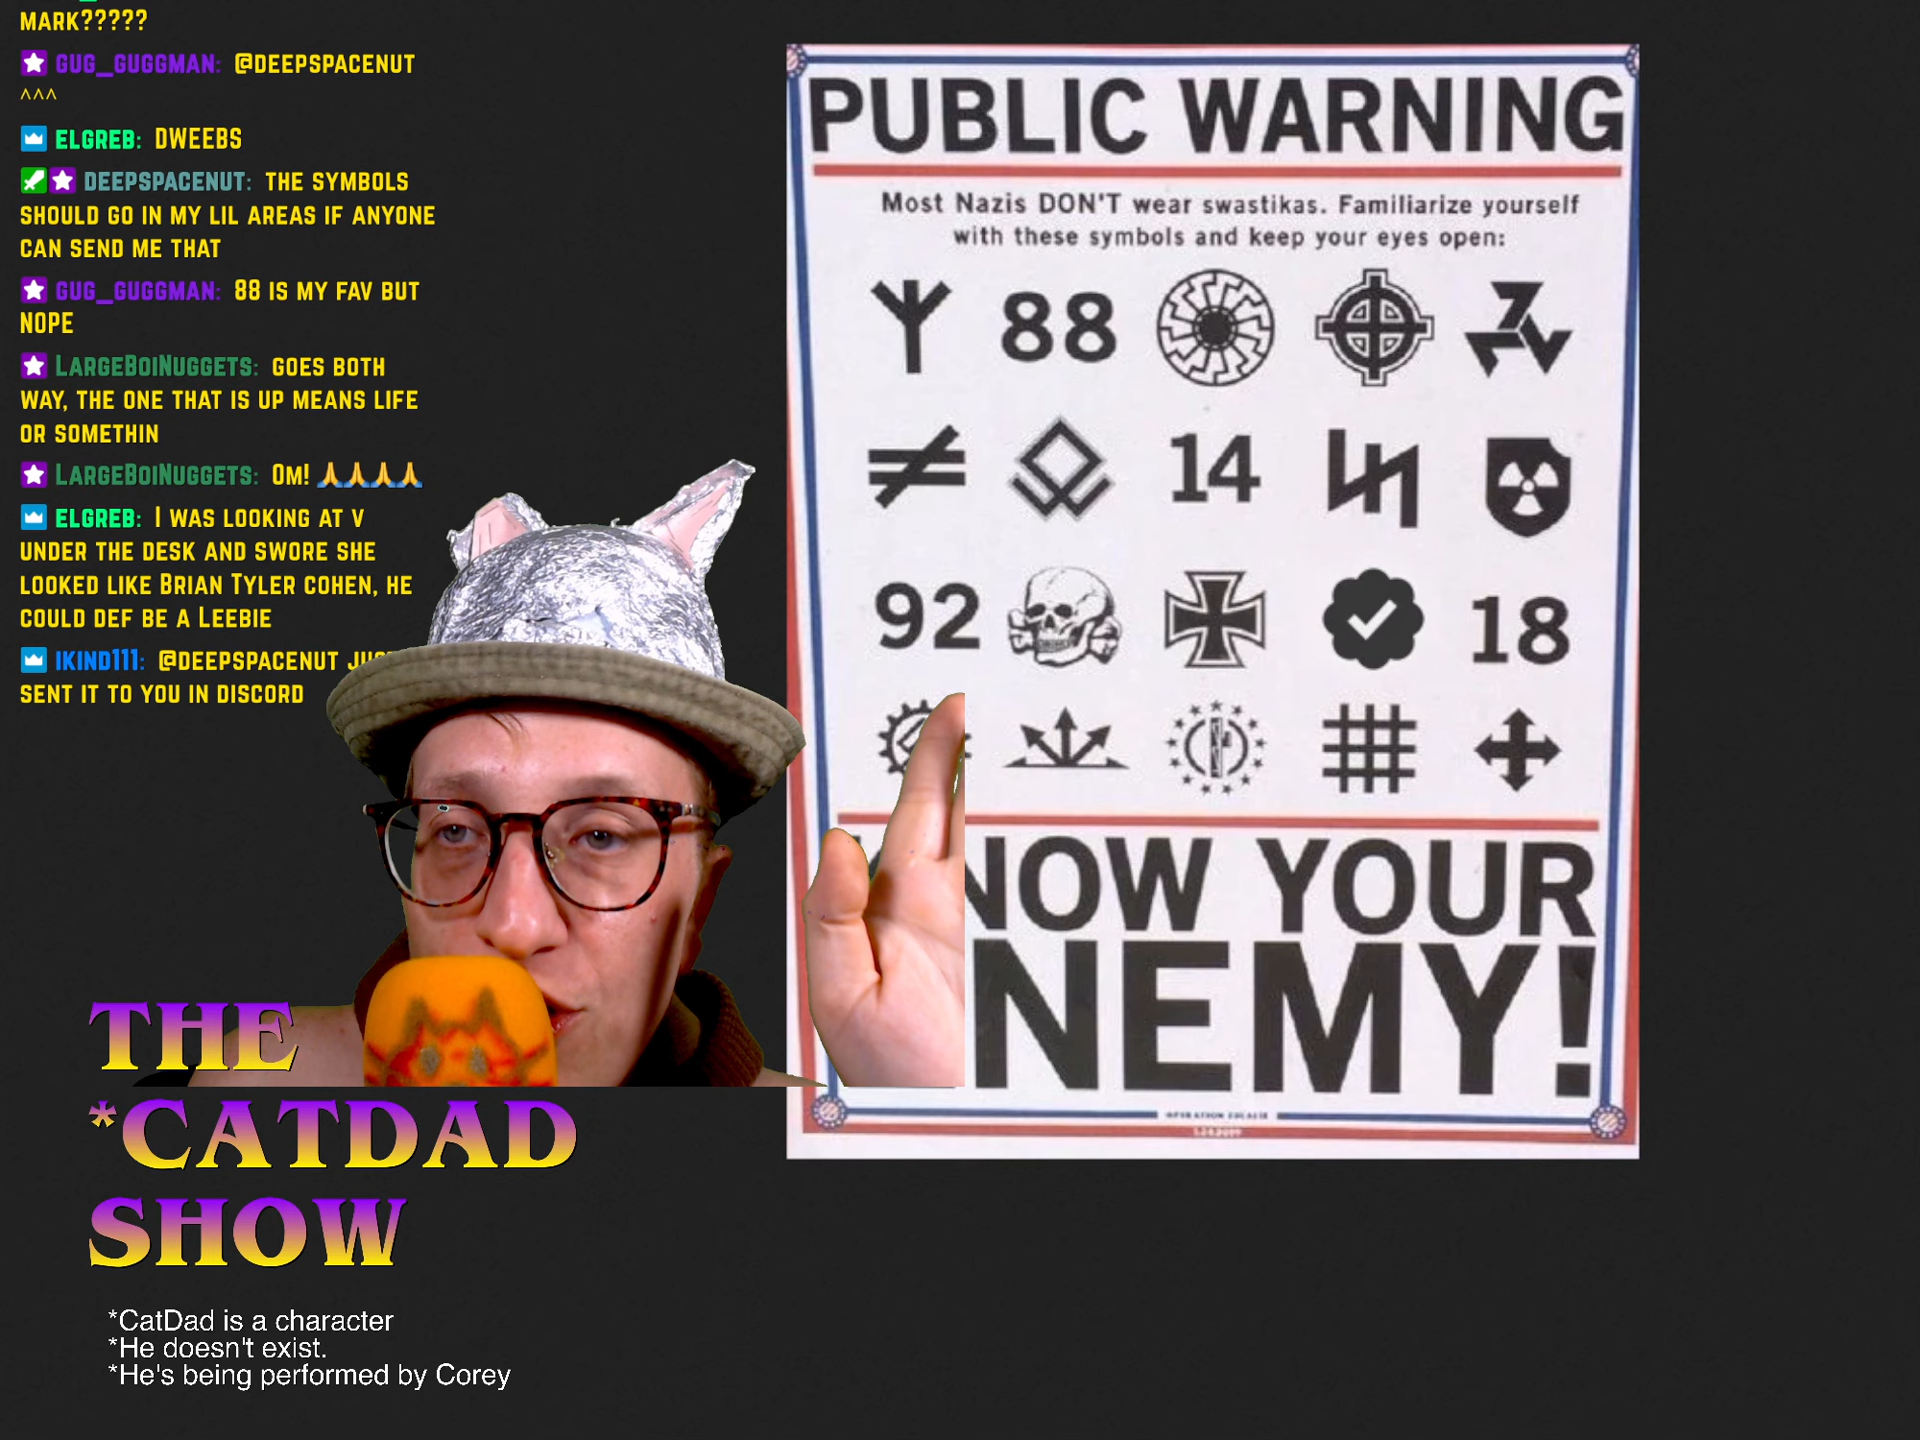 MARK?????
GUG_GUGGMAN: @DEEPSPACENUT
^^^
ELGREB: DWEEBS
DEEPSPACENUT: THE SYMBOLS
SHOULD GO IN MY LIL AREAS IF ANYONE
CAN SEND ME THAT
GUG_GUGGMAN: 88 IS MY FAV BUT
NOPE
LARGEBOINUGGETS: GOES BOTH
WAY, THE ONE THAT IS UP MEANS LIFE
OR SOMETHIN
LARGEBOINUGGETS: OM! 🙏🙏🙏🙏
ELGREB: I WAS LOOKING AT V
UNDER THE DESK AND SWORE SHE
LOOKED LIKE BRIAN TYLER COHEN, HE
COULD DEF BE A LEEBIE
IKIND111: @DEEPSPACENUT
SENT IT TO YOU IN DISCORD
THE
*CATDAD
SHOW
*CatDad is a character
*He doesn't exist.
*He's being performed by Corey
PUBLIC WARNING
Most Nazis DON'T wear swastikas. Familiarize yourself
with these symbols and keep your eyes open:
88
14
92
18
NOW YOUR
NEMY!